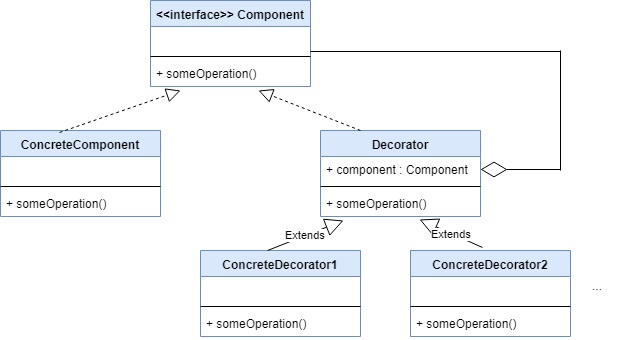 <<interface>> Component
+ someOperation()
ConcreteComponent
+ someOperation()
Decorator
+ component : Component
+ someOperation()
Extends
Extends
ConcreteDecorator1
+ someOperation()
ConcreteDecorator2
+ someOperation()
...